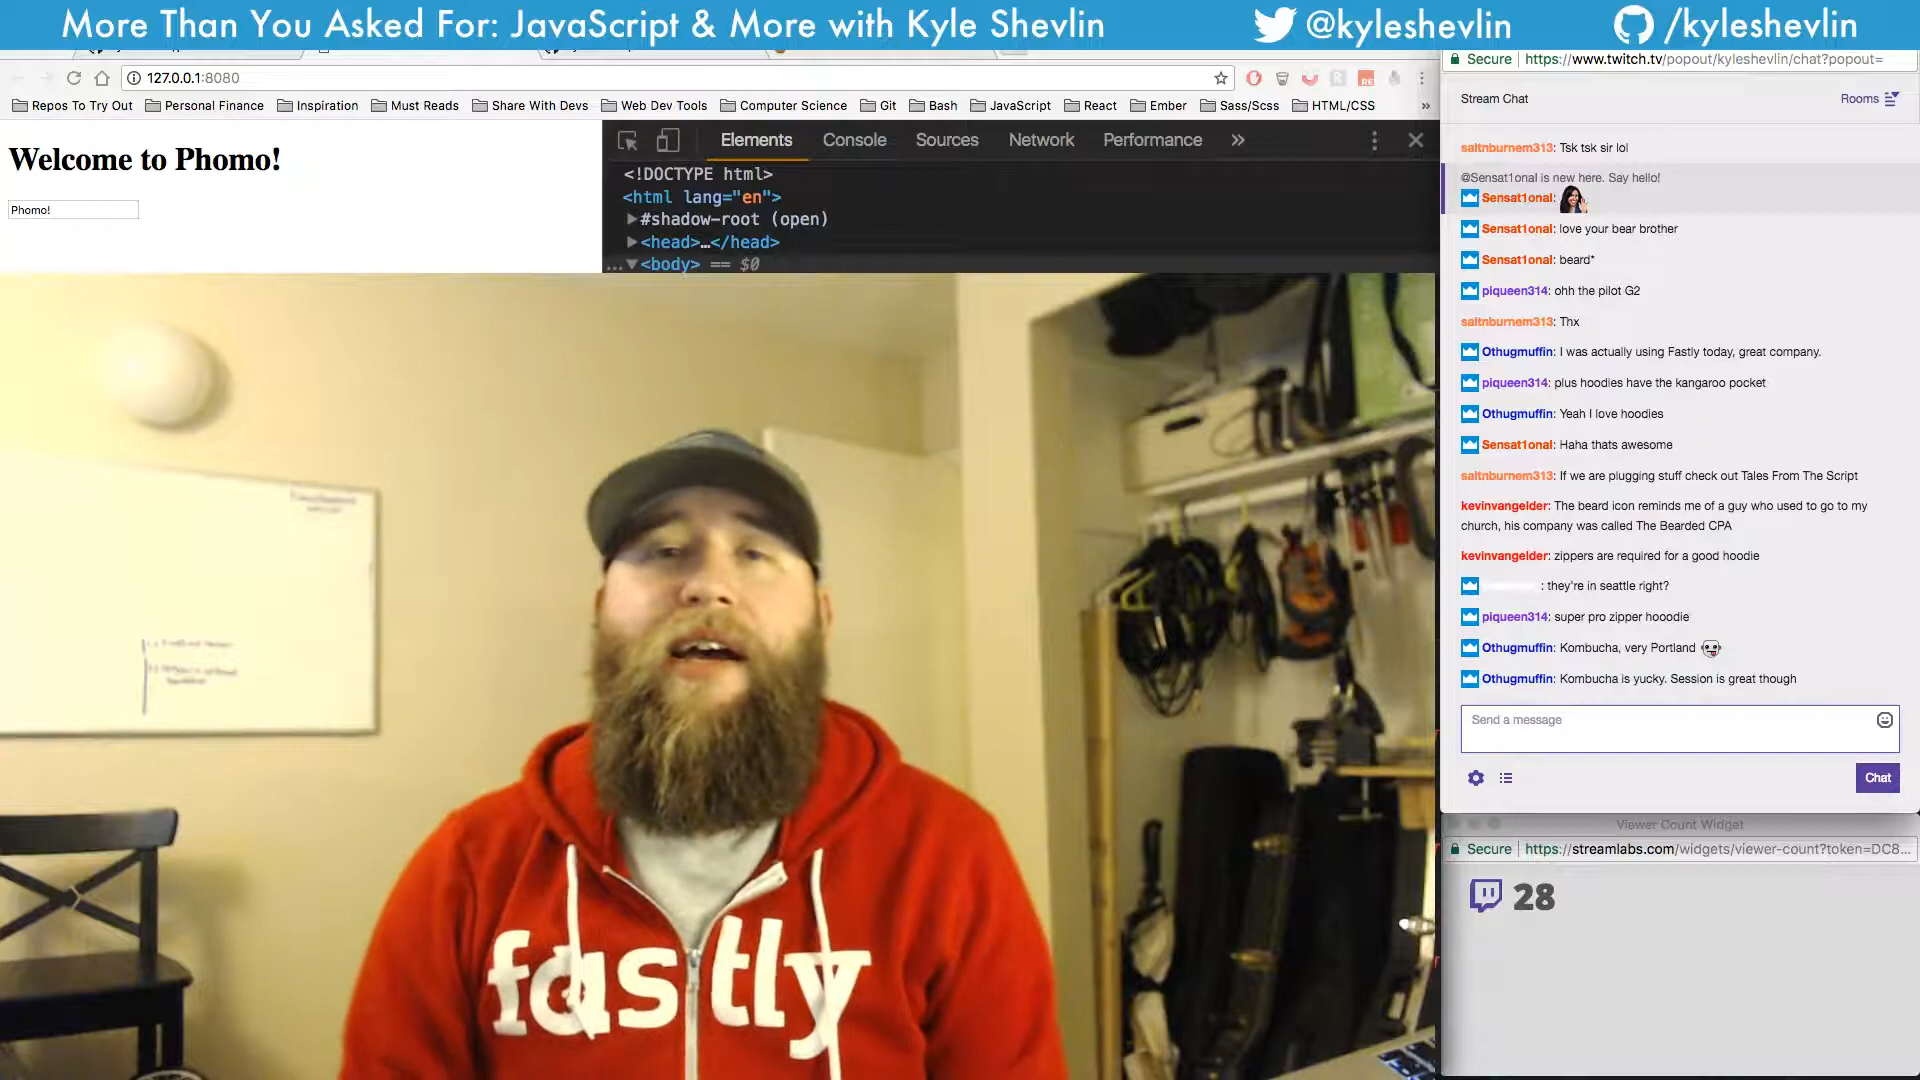 More Than You Asked For: JavaScript & More with Kyle Shevlin
@kyleshevlin
/kyleshevlin
127.0.0.1:8080
Repos To Try Out
Personal Finance
Inspiration
Must Reads
Share With Devs
Web Dev Tools
Computer Science
Git
Bash
JavaScript
React
Ember
Sass/Scss
HTML/CSS
»
Welcome to Phomo!
Phomo!
Elements
Console
Sources
Network
Performance
»
<!DOCTYPE html>
<html lang="en">
#shadow-root (open)
<head>…</head>
…<body> == $0
fastly
Secure
https://www.twitch.tv/popout/kyleshevlin/chat?popout=
Stream Chat
Rooms
saltnburnem313: Tsk tsk sir lol
@Sensat1onal is new here. Say hello!
Sensat1onal:
Sensat1onal: love your bear brother
Sensat1onal: beard*
piqueen314: ohh the pilot G2
saltnburnem313: Thx
Othugmuffin: I was actually using Fastly today, great company.
piqueen314: plus hoodies have the kangaroo pocket
Othugmuffin: Yeah I love hoodies
Sensat1onal: Haha thats awesome
saltnburnem313: If we are plugging stuff check out Tales From The Script
kevinvangelder: The beard icon reminds me of a guy who used to go to my
church, his company was called The Bearded CPA
kevinvangelder: zippers are required for a good hoodie
: they're in seattle right?
piqueen314: super pro zipper hooodie
Othugmuffin: Kombucha, very Portland
Othugmuffin: Kombucha is yucky. Session is great though
Send a message
Chat
Viewer Count Widget
Secure
https://streamlabs.com/widgets/viewer-count?token=DC8...
28